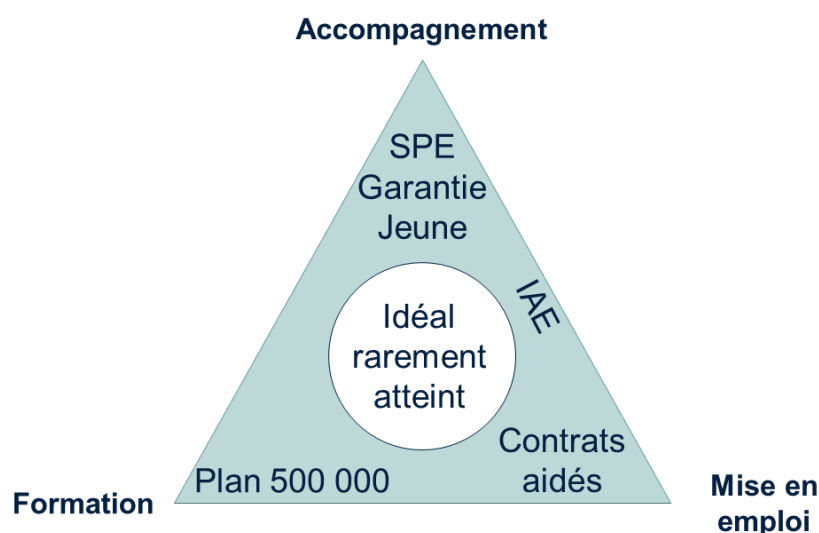 Accompagnement
SPE
Garantie
Jeune
IAE
Idéal
rarement
atteint
Contrats
aidés
Plan 500 000
Formation
Mise en
emploi